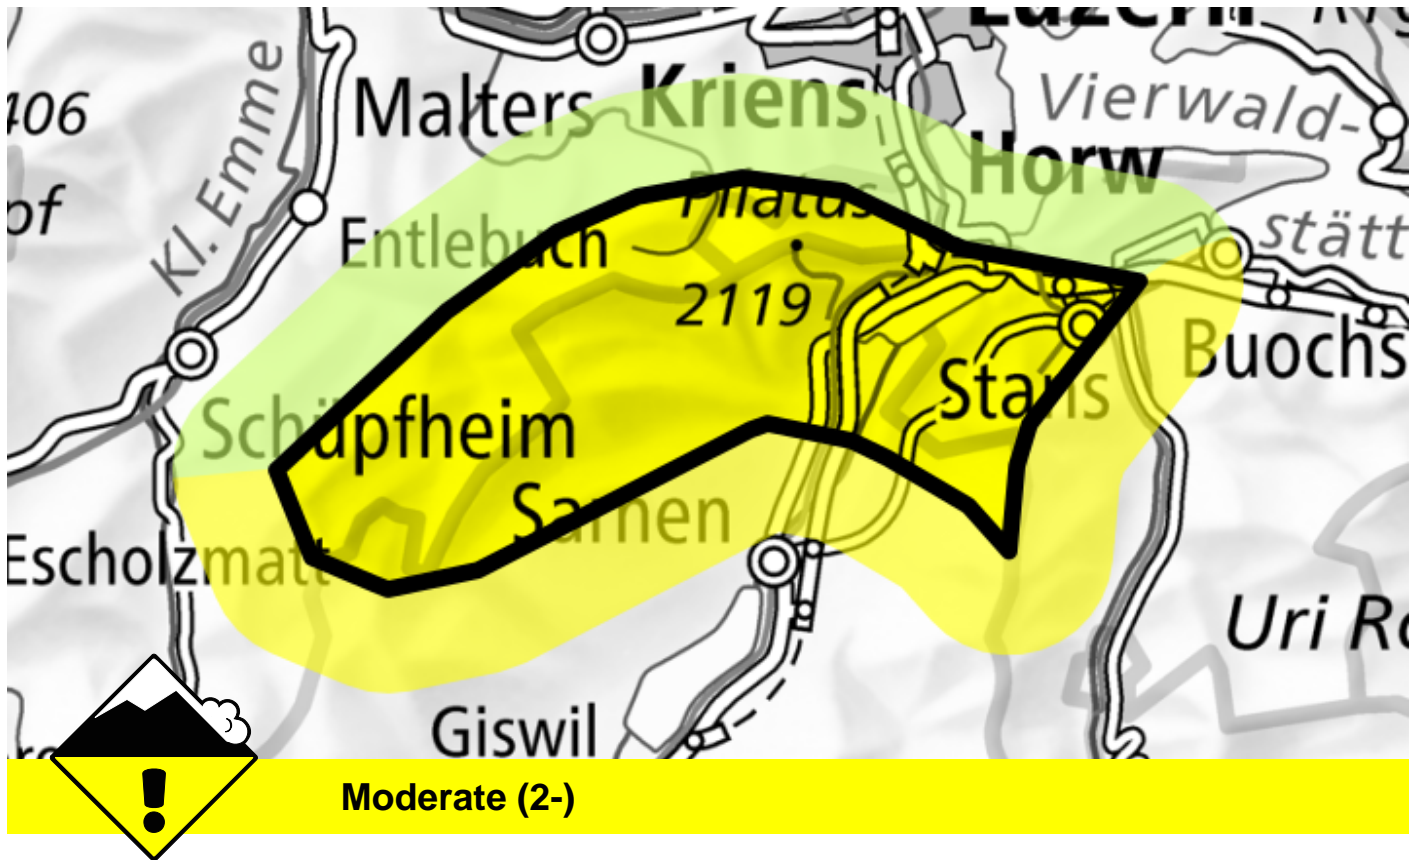 Luzern
406
Malters
Kriens
Vierwald-
Kl. Emme
Horw
pf
Pilatus
Entlebuch
stätt
2119
Buochs
Stans
Schüpfheim
Sarnen
Escholzmatt
Uri Ro
Giswil
!
Moderate (2-)